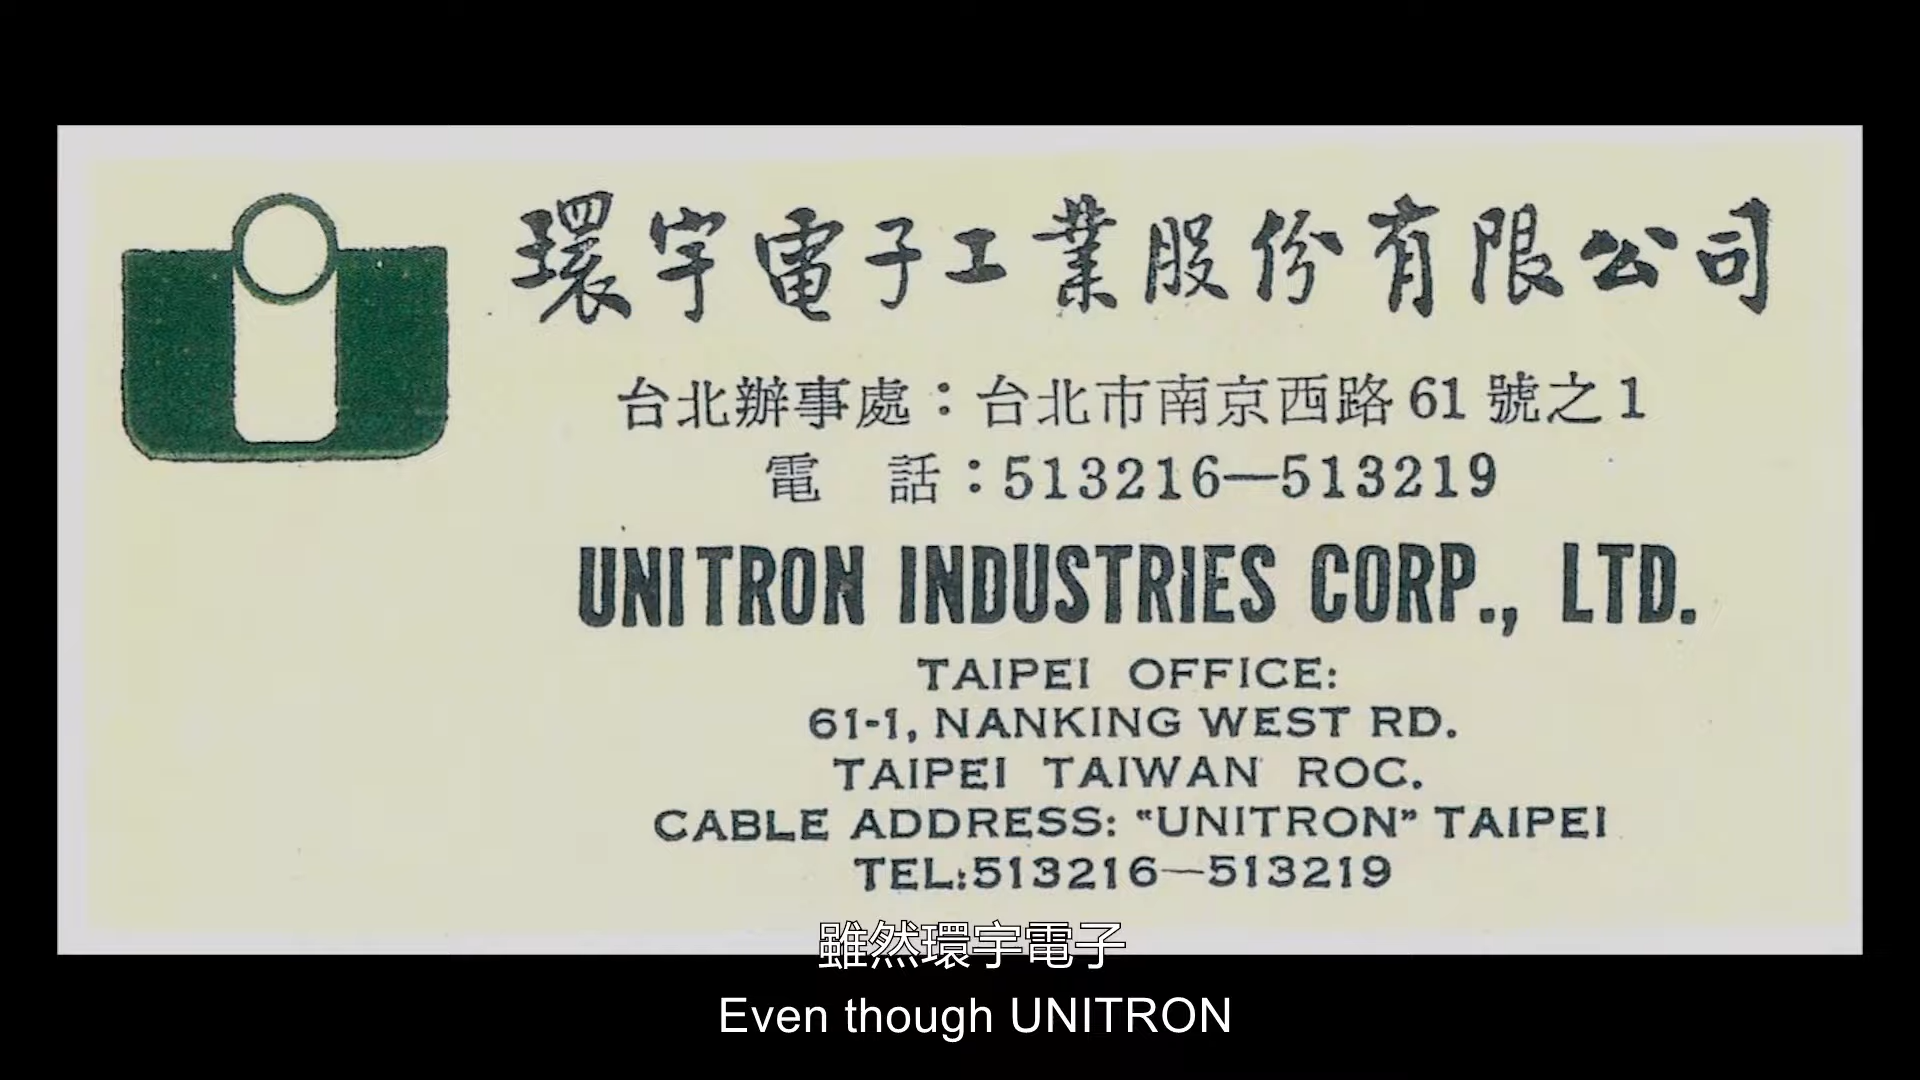 環宇電子工業股份有限公司
台北辦事處：台北市南京西路61號之1
電　話：513216—513219
UNITRON INDUSTRIES CORP., LTD.
TAIPEI OFFICE:
61-1, NANKING WEST RD.
TAIPEI TAIWAN ROC.
CABLE ADDRESS: "UNITRON" TAIPEI
TEL:513216—513219
雖然環宇電子
Even though UNITRON